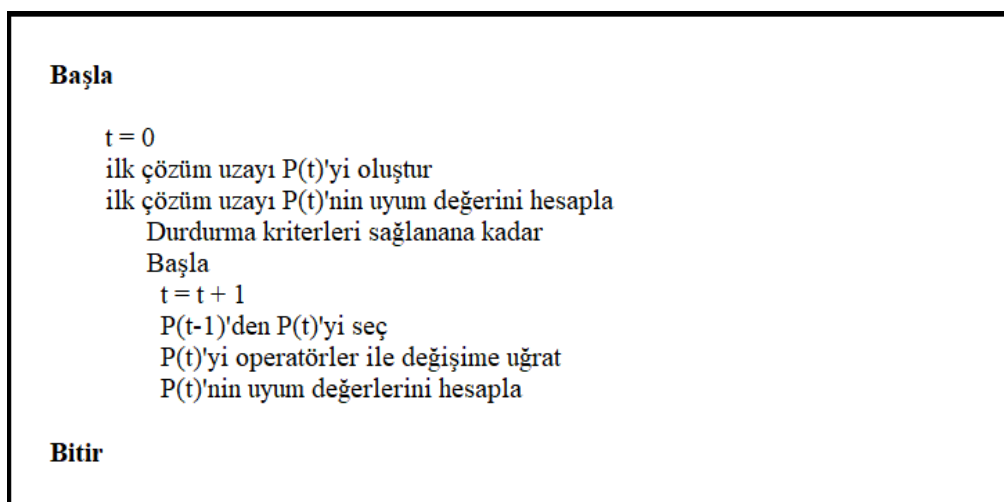 Başla
t = 0
ilk çözüm uzayı P(t)'yi oluştur
ilk çözüm uzayı P(t)'nin uyum değerini hesapla
Durdurma kriterleri sağlanana kadar
Başla
t = t + 1
P(t-1)'den P(t)'yi seç
P(t)'yi operatörler ile değişime uğrat
P(t)'nin uyum değerlerini hesapla
Bitir